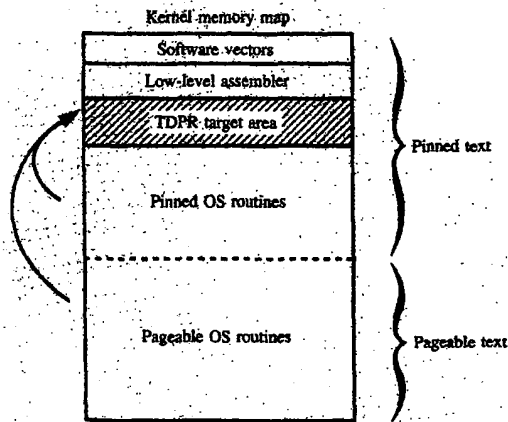 Kernel memory map
Software vectors
Low-level assembler
TDPR target area
Pinned text
Pinned OS routines
Pageable OS routines
Pageable text